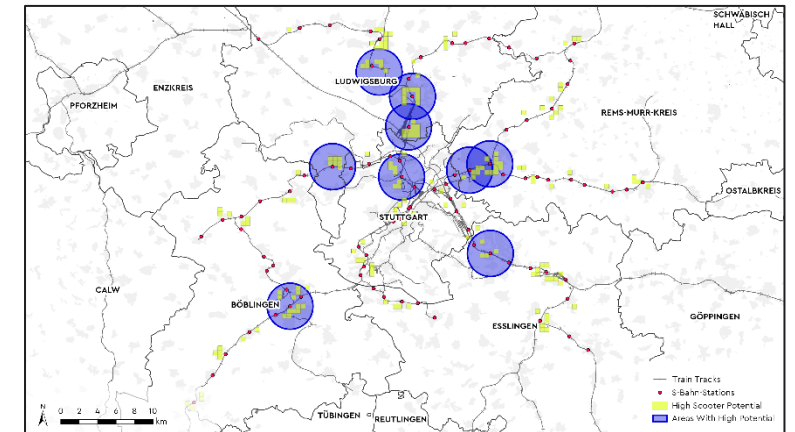 SCHWÄBISCH
HALL
LUDWIGSBURG
ENZKREIS
PFORZHEIM
REMS-MURR-KREIS
OSTALBKREIS
STUTTGART
CALW
BÖBLINGEN
GÖPPINGEN
ESSLINGEN
Train Tracks
S-Bahn-Stations
High Scooter Potential
Areas With High Potential
N
0 2 4 6 8 10
km
TÜBINGEN
REUTLINGEN